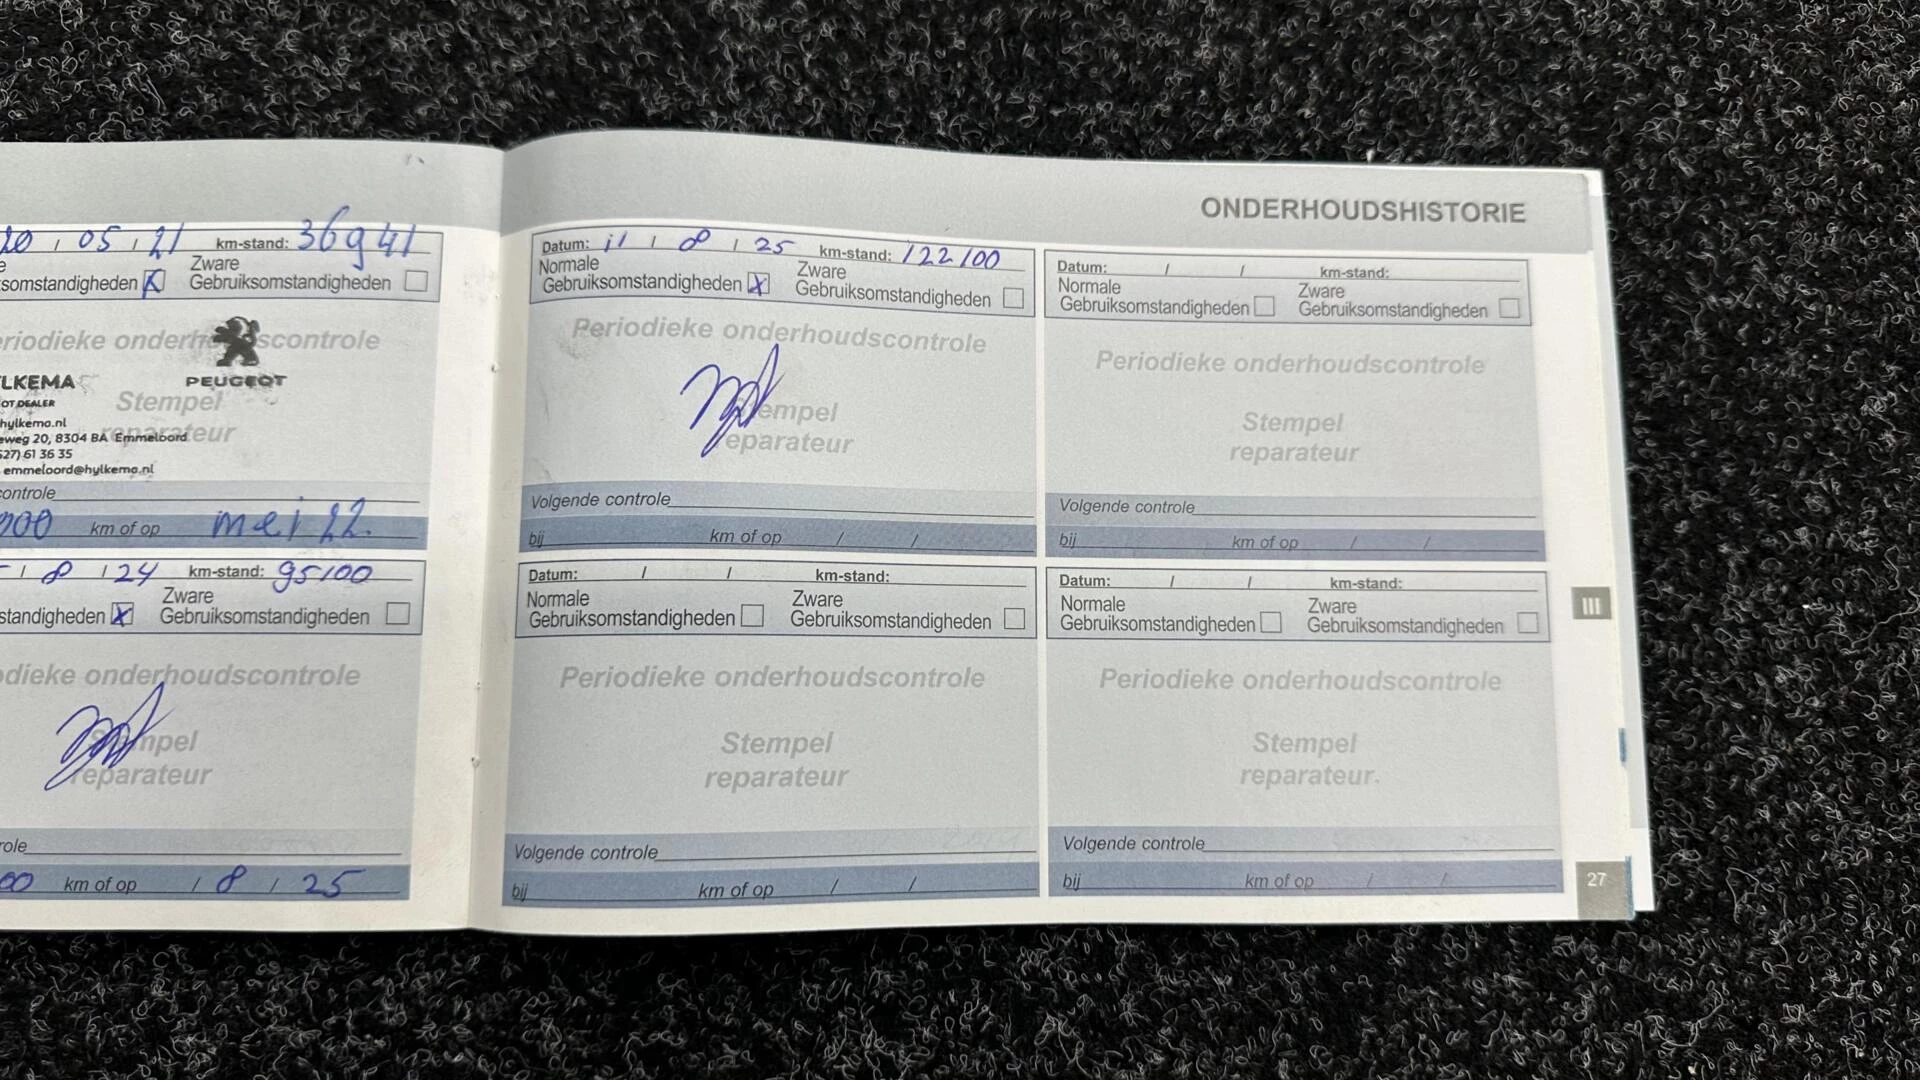 ONDERHOUDSHISTORIE
20 / 05 / 21 km-stand: 36941
somstandigheden X Zware Gebruiksomstandigheden
riodieke onderh scontrole
PEUGEOT
LKEMA
OT DEALER
Stempel
hylkema.nl
eweg 20, 8304 BA Emmeloord
reparateur
527) 61 36 35
emmeloord@hylkema.nl
controle
000 km of op mei 22
/ 8 / 24 km-stand: 95100
standigheden X Zware Gebruiksomstandigheden
dieke onderhoudscontrole
Stempel
reparateur
role
00 km of op / 8 / 25
Datum: 11 / 8 / 25 km-stand: 122100
Normale Gebruiksomstandigheden X Zware Gebruiksomstandigheden
Periodieke onderhoudscontrole
Stempel
reparateur
Volgende controle
bij km of op / /
Datum: / / km-stand:
Normale Gebruiksomstandigheden Zware Gebruiksomstandigheden
Periodieke onderhoudscontrole
Stempel
reparateur
Volgende controle
bij km of op / /
Datum: / / km-stand:
Normale Gebruiksomstandigheden Zware Gebruiksomstandigheden
Periodieke onderhoudscontrole
Stempel
reparateur
Volgende controle
bij km of op / /
Datum: / / km-stand:
Normale Gebruiksomstandigheden Zware Gebruiksomstandigheden
Periodieke onderhoudscontrole
Stempel
reparateur
Volgende controle
bij km of op / /
III
27